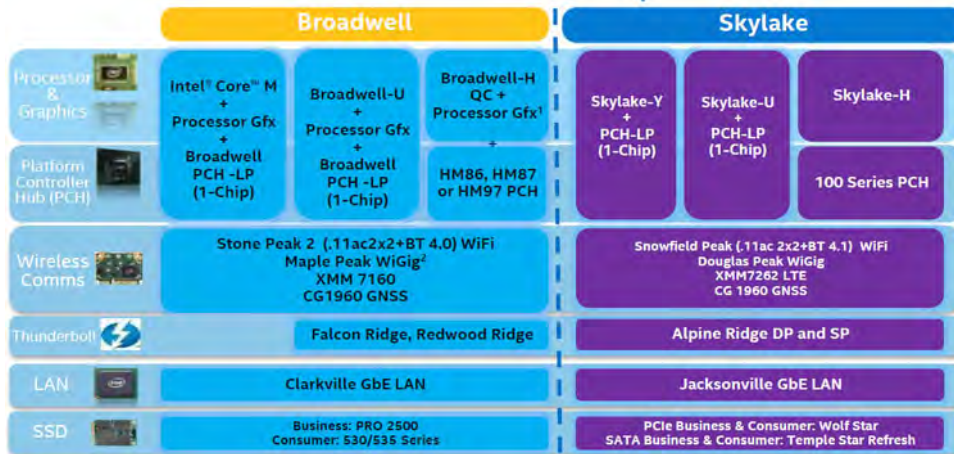 Broadwell
Skylake
Processor
&
Graphics
Intel® Core™ M
+
Processor Gfx
+
Broadwell
PCH -LP
(1-Chip)
Broadwell-U
+
Processor Gfx
+
Broadwell
PCH -LP
(1-Chip)
Broadwell-H
QC +
Processor Gfx¹
+
HM86, HM87
or HM97 PCH
Skylake-Y
+
PCH-LP
(1-Chip)
Skylake-U
+
PCH-LP
(1-Chip)
Skylake-H
100 Series PCH
Platform
Controller
Hub (PCH)
Wireless
Comms
Stone Peak 2 (.11ac2x2+BT 4.0) WiFi
Maple Peak WiGig²
XMM 7160
CG1960 GNSS
Snowfield Peak (.11ac 2x2+BT 4.1) WiFi
Douglas Peak WiGig
XMM7262 LTE
CG 1960 GNSS
Thunderbolt
Falcon Ridge, Redwood Ridge
Alpine Ridge DP and SP
LAN
Clarkville GbE LAN
Jacksonville GbE LAN
SSD
Business: PRO 2500
Consumer: 530/535 Series
PCIe Business & Consumer: Wolf Star
SATA Business & Consumer: Temple Star Refresh